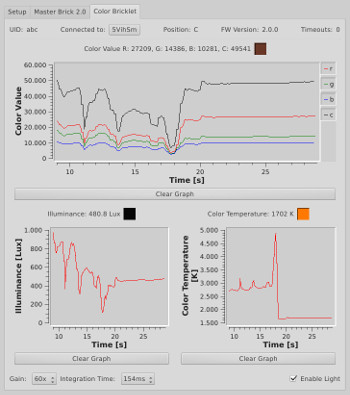 Setup Master Brick 2.0 Color Bricklet
UID: abc Connected to: 5VihSm Position: C FW Version: 2.0.0 Timeouts: 0
Color Value R: 27209, G: 14386, B: 10281, C: 49541
60.000
50.000
40.000
30.000
20.000
10.000
0
Color Value
r
g
b
c
10 15 20 25
Time [s]
Clear Graph
Illuminance: 480.8 Lux Color Temperature: 1702 K
1.000
800
600
400
200
0
Illuminance [Lux]
10 15 20 25
Time [s]
5.000
4.500
4.000
3.500
3.000
2.500
2.000
1.500
Color Temperature [K]
10 15 20 25
Time [s]
Clear Graph Clear Graph
Gain: 60x Integration Time: 154ms Enable Light